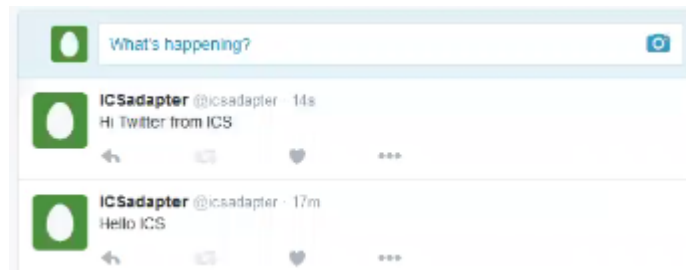 What's happening?
ICSadapter @icsadapter · 14s
Hi Twitter from ICS
ICSadapter @icsadapter · 17m
Hello ICS